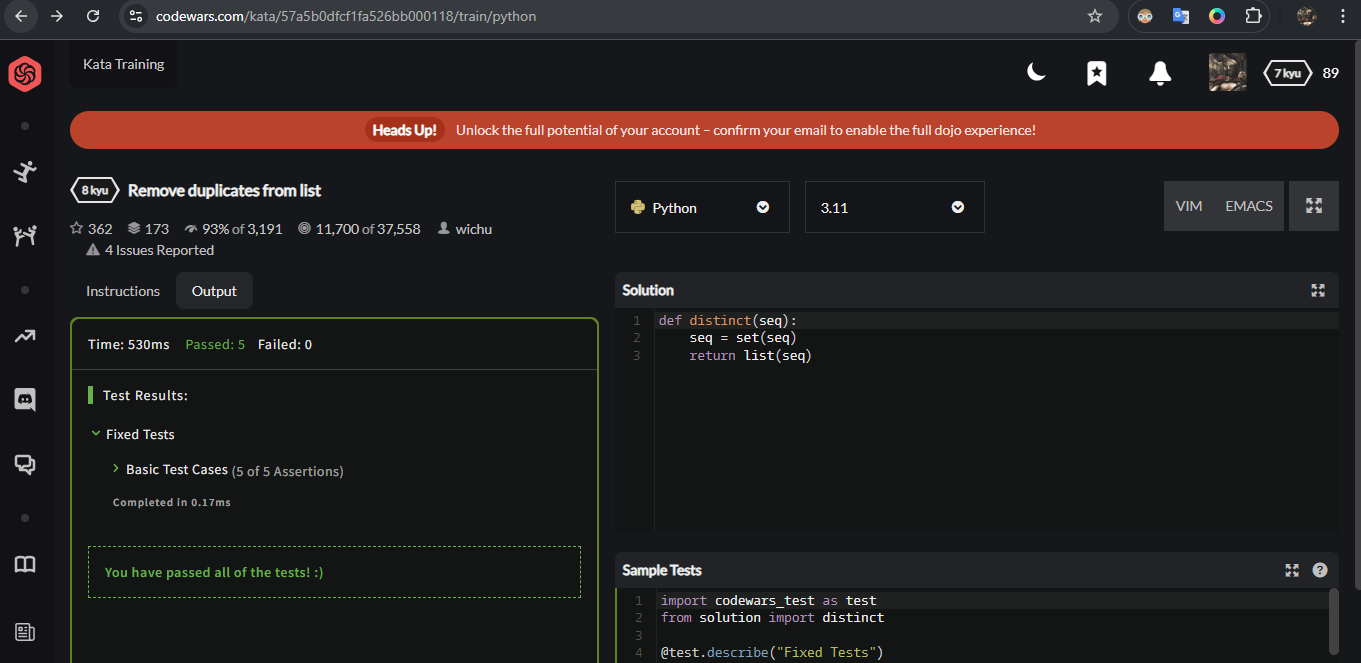 codewars.com/kata/57a5b0dfcf1fa526bb000118/train/python
Kata Training
7 kyu 89
Heads Up! Unlock the full potential of your account – confirm your email to enable the full dojo experience!
8 kyu Remove duplicates from list
362 173 93% of 3,191 11,700 of 37,558 wichu
4 Issues Reported
Python
3.11
VIM EMACS
Instructions Output
Time: 530ms Passed: 5 Failed: 0
Test Results:
Fixed Tests
Basic Test Cases (5 of 5 Assertions)
Completed in 0.17ms
You have passed all of the tests! :)
Solution
1 def distinct(seq):
2     seq = set(seq)
3     return list(seq)
Sample Tests
?
1 import codewars_test as test
2 from solution import distinct
3
4 @test.describe("Fixed Tests")